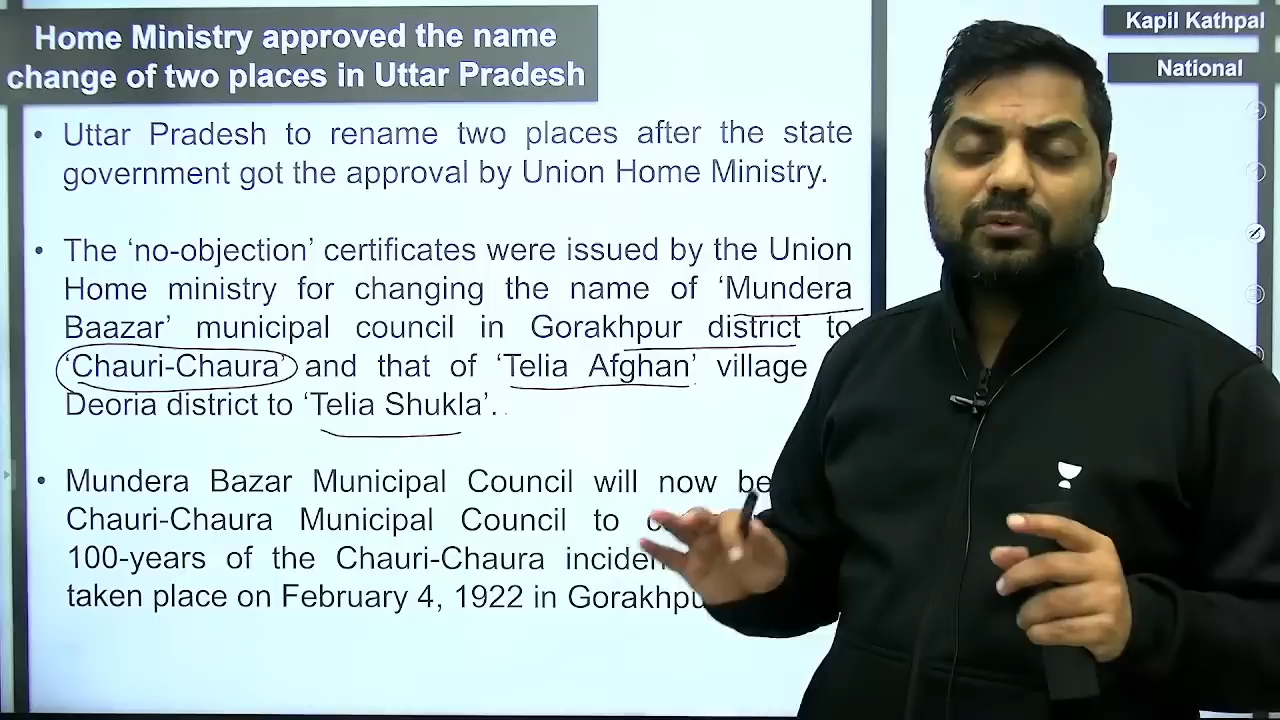 Home Ministry approved the name
change of two places in Uttar Pradesh
Kapil Kathpal
National
• Uttar Pradesh to rename two places after the state
government got the approval by Union Home Ministry.
• The ‘no-objection’ certificates were issued by the Union
Home ministry for changing the name of ‘Mundera
Baazar’ municipal council in Gorakhpur district to
‘Chauri-Chaura’ and that of ‘Telia Afghan’ village
Deoria district to ‘Telia Shukla’.
• Mundera Bazar Municipal Council will now
Chauri-Chaura Municipal Council to
100-years of the Chauri-Chaura
taken place on February 4, 1922 in